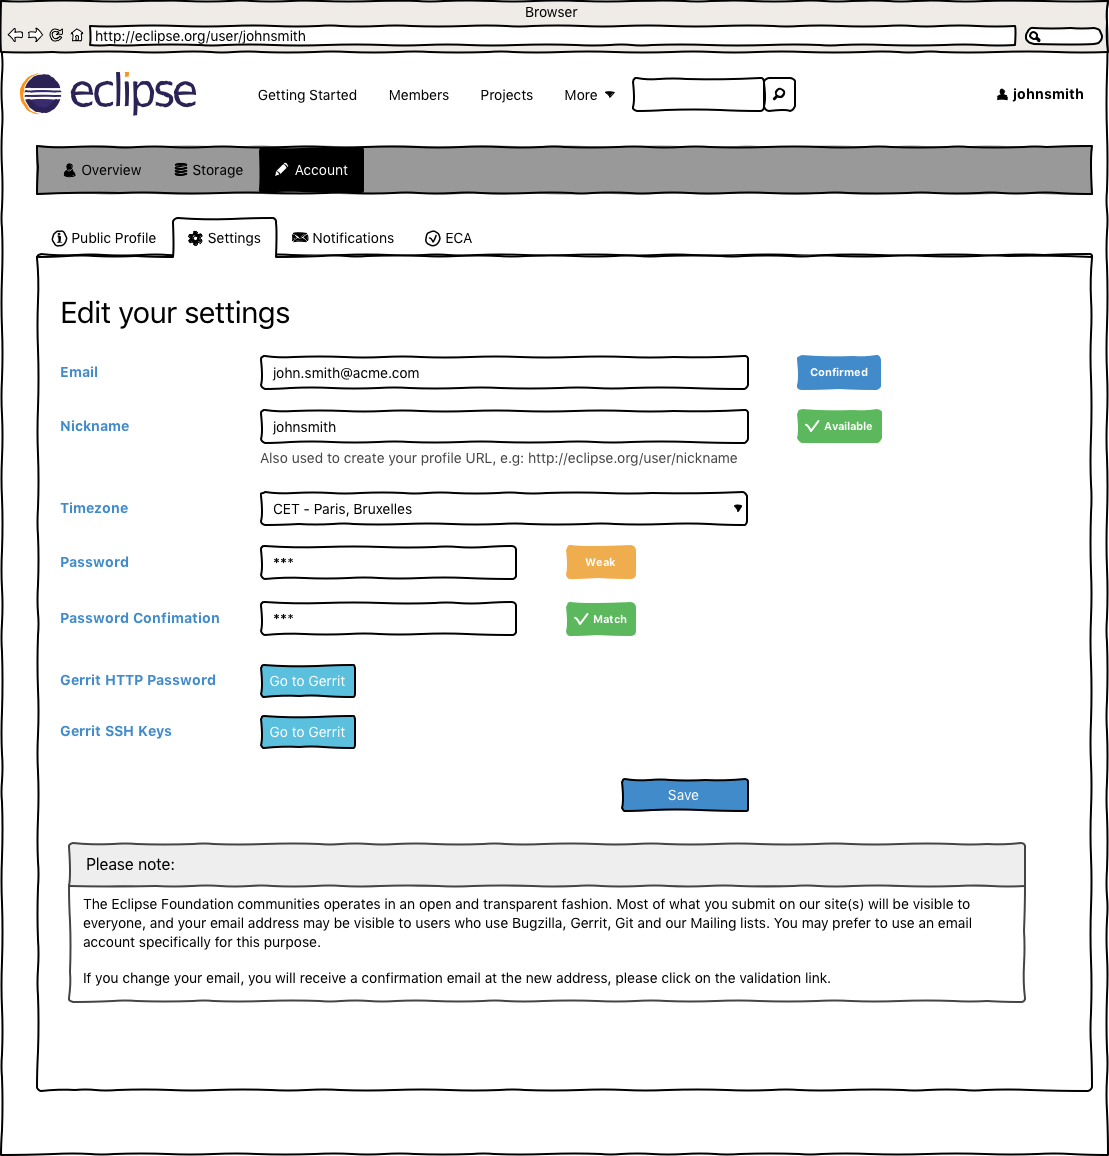 Browser
http://eclipse.org/user/johnsmith
eclipse
Getting Started Members Projects More
johnsmith
Overview Storage Account
Public Profile Settings Notifications ECA
Edit your settings
Email john.smith@acme.com Confirmed
Nickname johnsmith Available
Also used to create your profile URL, e.g: http://eclipse.org/user/nickname
Timezone CET - Paris, Bruxelles
Password *** Weak
Password Confimation *** Match
Gerrit HTTP Password Go to Gerrit
Gerrit SSH Keys Go to Gerrit
Save
Please note:
The Eclipse Foundation communities operates in an open and transparent fashion. Most of what you submit on our site(s) will be visible to
everyone, and your email address may be visible to users who use Bugzilla, Gerrit, Git and our Mailing lists. You may prefer to use an email
account specifically for this purpose.
If you change your email, you will receive a confirmation email at the new address, please click on the validation link.